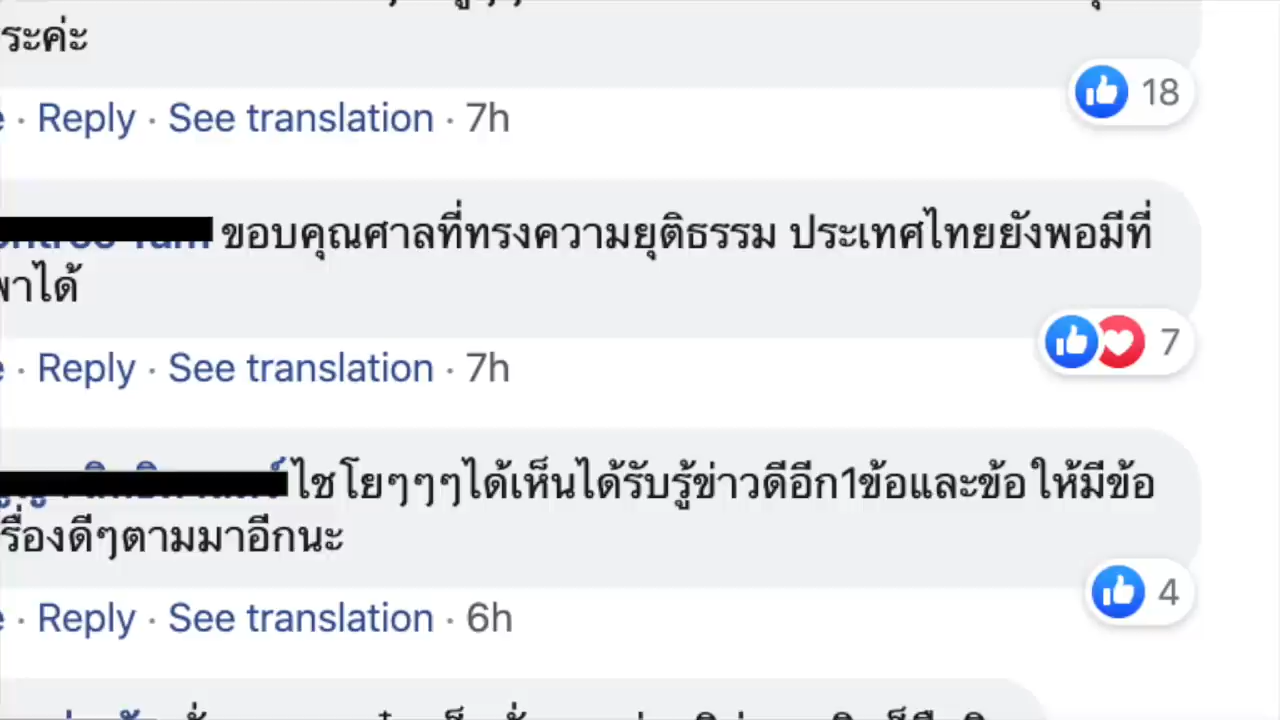 ระค่ะ
18
· Reply · See translation · 7h
ขอบคุณศาลที่ทรงความยุติธรรม ประเทศไทยยังพอมีที่
พาได้
7
· Reply · See translation · 7h
ไชโยๆๆๆได้เห็นได้รับรู้ข่าวดีอีก1ข้อและข้อให้มีข้อ
รื่องดีๆตามมาอีกนะ
4
· Reply · See translation · 6h